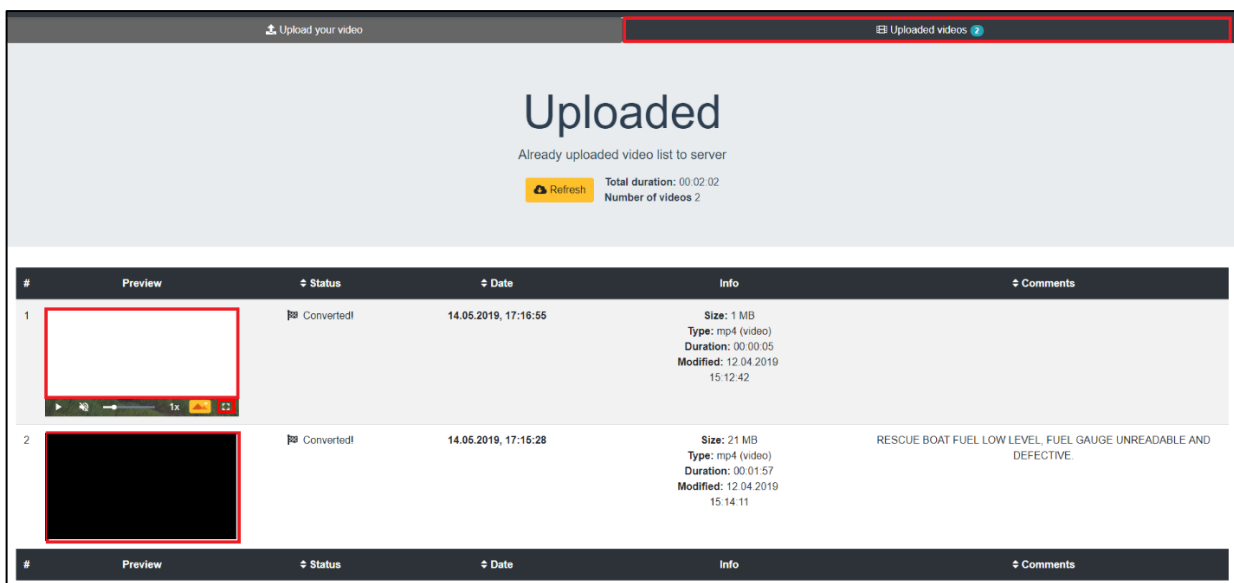 Upload your video
Uploaded videos 2
Uploaded
Already uploaded video list to server
Refresh
Total duration: 00:02:02
Number of videos 2
# Preview Status Date Info Comments
1 Converted! 14.05.2019, 17:16:55 Size: 1 MB
Type: mp4 (video)
Duration: 00:00:05
Modified: 12.04.2019
15:12:42
1x
2 Converted! 14.05.2019, 17:15:28 Size: 21 MB RESCUE BOAT FUEL LOW LEVEL, FUEL GAUGE UNREADABLE AND
Type: mp4 (video) DEFECTIVE.
Duration: 00:01:57
Modified: 12.04.2019
15:14:11
# Preview Status Date Info Comments